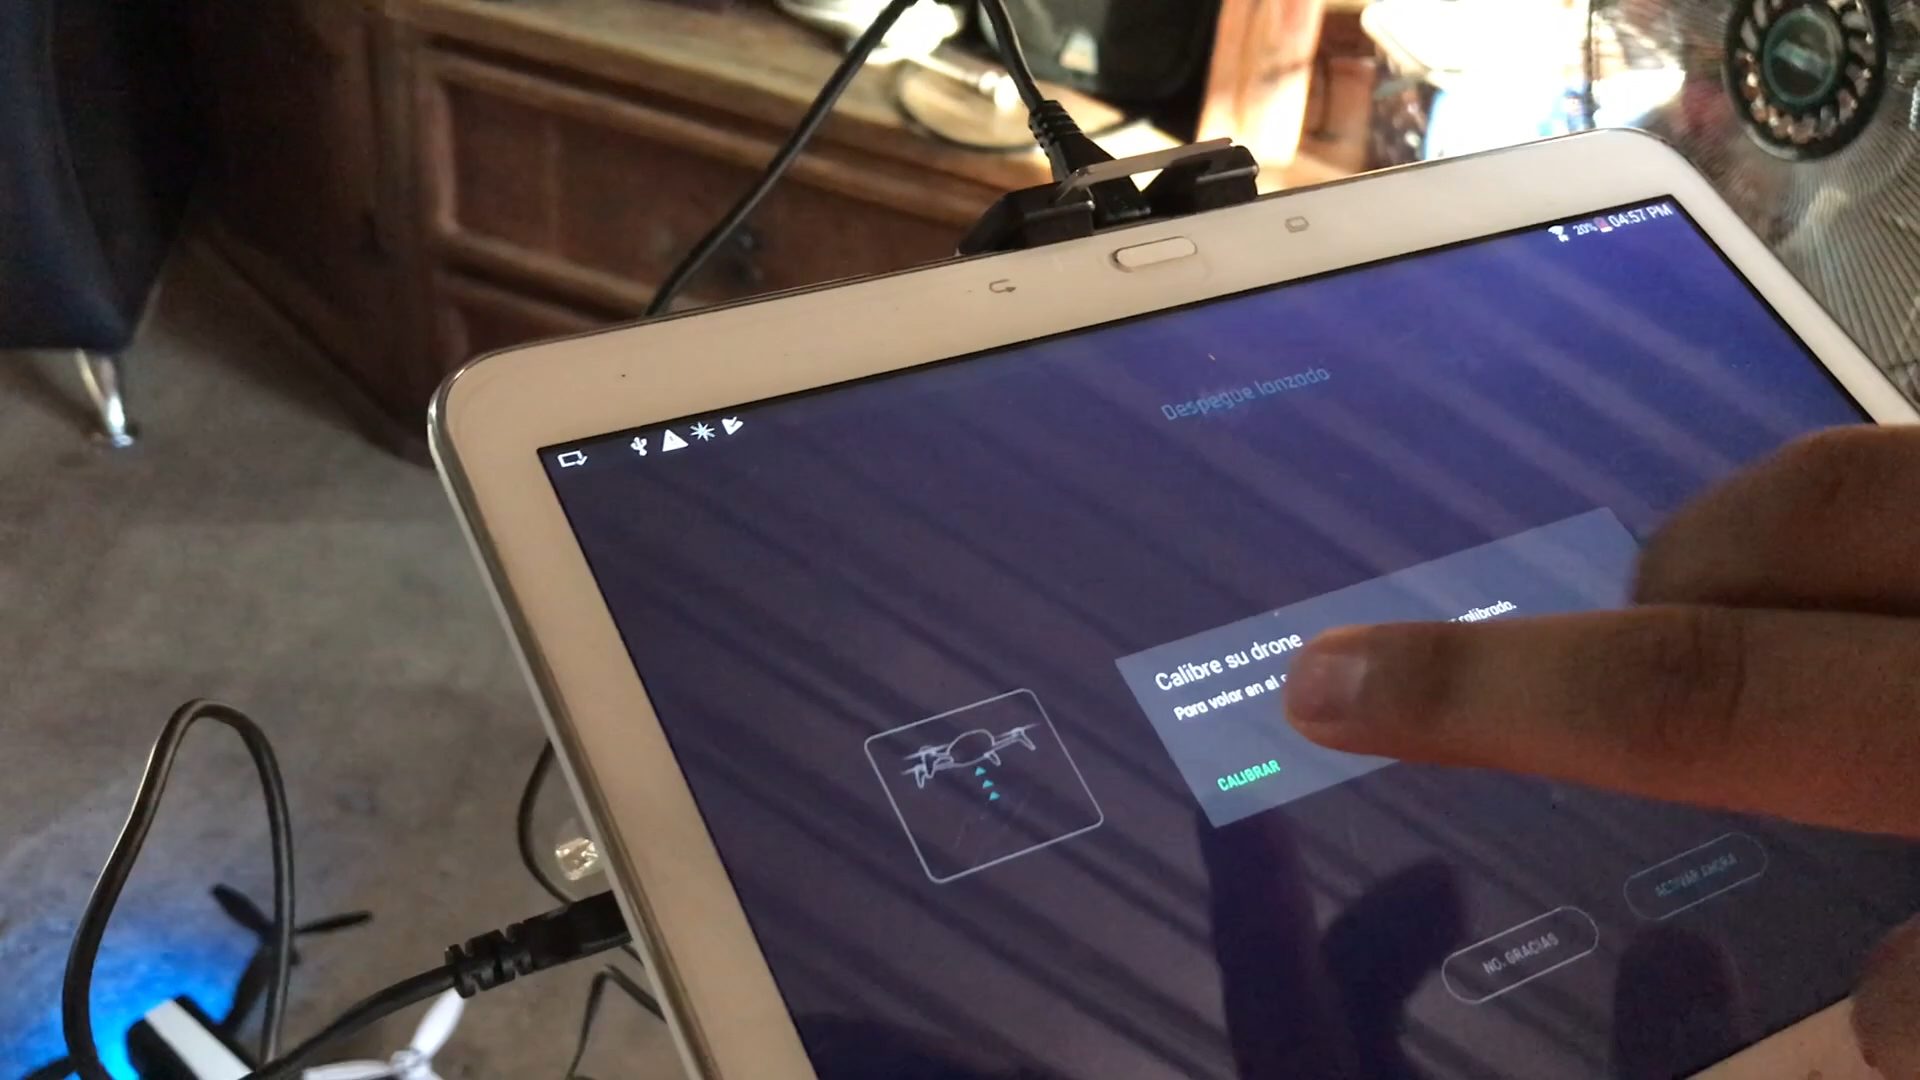 20% 04:57 PM
Despegue lanzado
Calibre su drone
Para volar en el
calibrado.
CALIBRAR
ACTIVAR AHORA
NO, GRACIAS